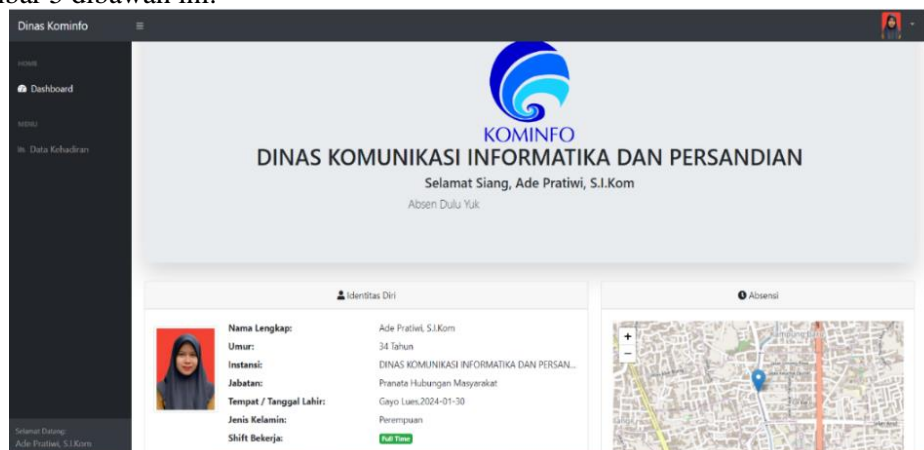 bar 3 dibawah ini.
Dinas Kominfo
HOME
Dashboard
MENU
Data Kehadiran
KOMINFO
DINAS KOMUNIKASI INFORMATIKA DAN PERSANDIAN
Selamat Siang, Ade Pratiwi, S.I.Kom
Absen Dulu Yuk
Identitas Diri
Nama Lengkap: Ade Pratiwi, S.I.Kom
Umur: 34 Tahun
Instansi: DINAS KOMUNIKASI INFORMATIKA DAN PERSAN...
Jabatan: Pranata Hubungan Masyarakat
Tempat / Tanggal Lahir: Gayo Lues,2024-01-30
Jenis Kelamin: Perempuan
Shift Bekerja: Full Time
Absensi
+
−
Selamat Datang:
Ade Pratiwi, S.I.Kom